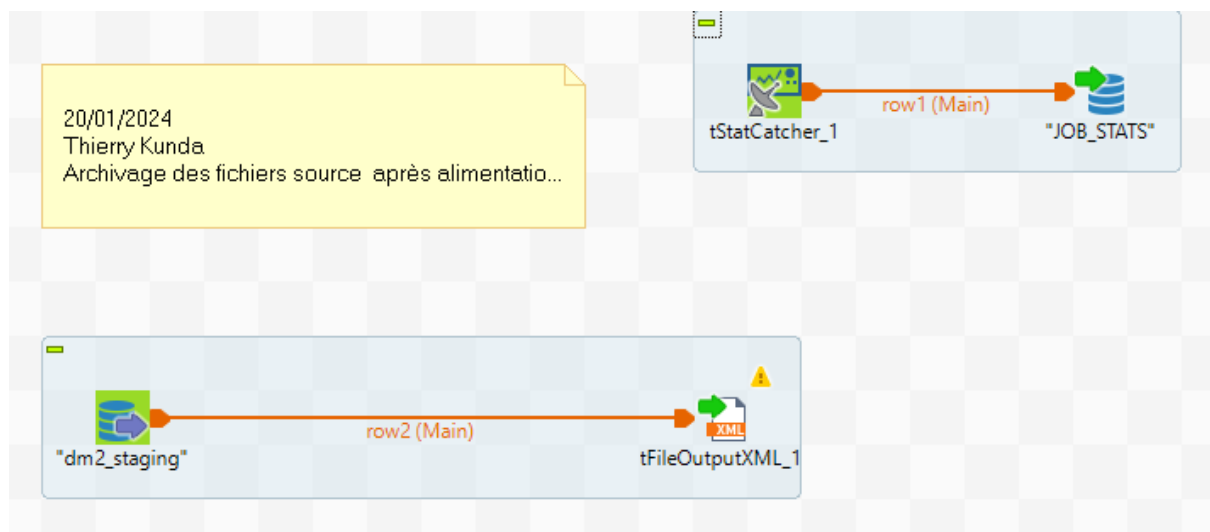 20/01/2024
Thierry Kunda
Archivage des fichiers source  après alimentatio...
row1 (Main)
tStatCatcher_1
"JOB_STATS"
row2 (Main)
"dm2_staging"
XML
tFileOutputXML_1